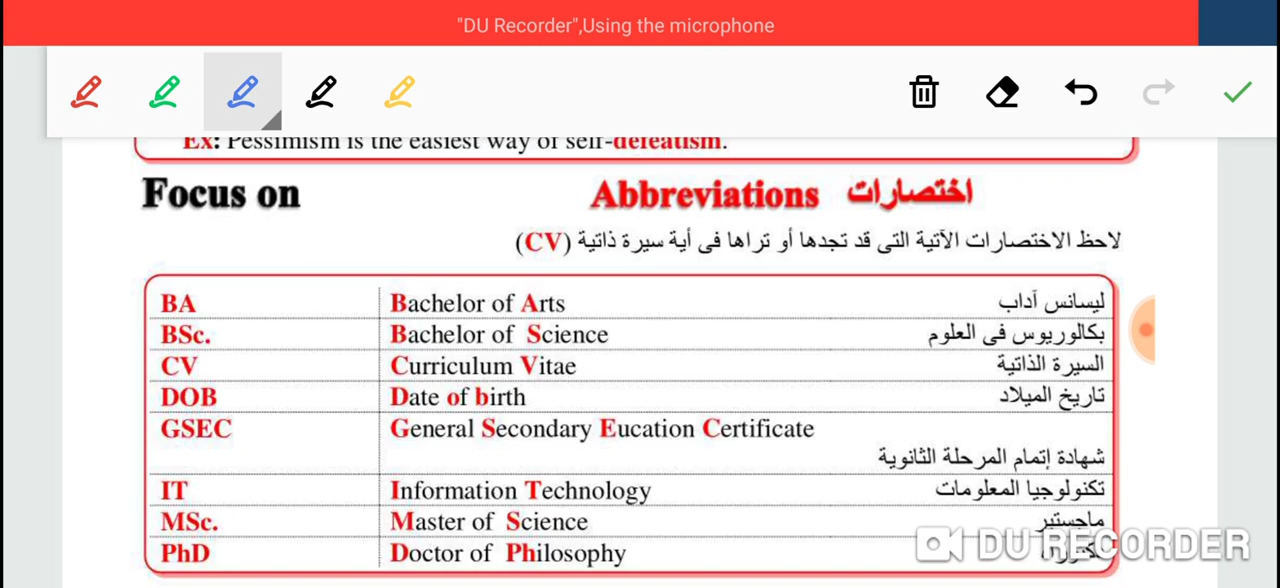 "DU Recorder",Using the microphone
Ex: Pessimism is the easiest way of self-defeatism.
Focus on Abbreviations اختصارات
لاحظ الاختصارات الآتية التى قد تجدها أو تراها فى أية سيرة ذاتية (CV)
BA Bachelor of Arts ليسانس آداب
BSc. Bachelor of Science بكالوريوس فى العلوم
CV Curriculum Vitae السيرة الذاتية
DOB Date of birth تاريخ الميلاد
GSEC General Secondary Eucation Certificate
شهادة إتمام المرحلة الثانوية
IT Information Technology تكنولوجيا المعلومات
MSc. Master of Science ماجستير
PhD Doctor of Philosophy
DU RECORDER